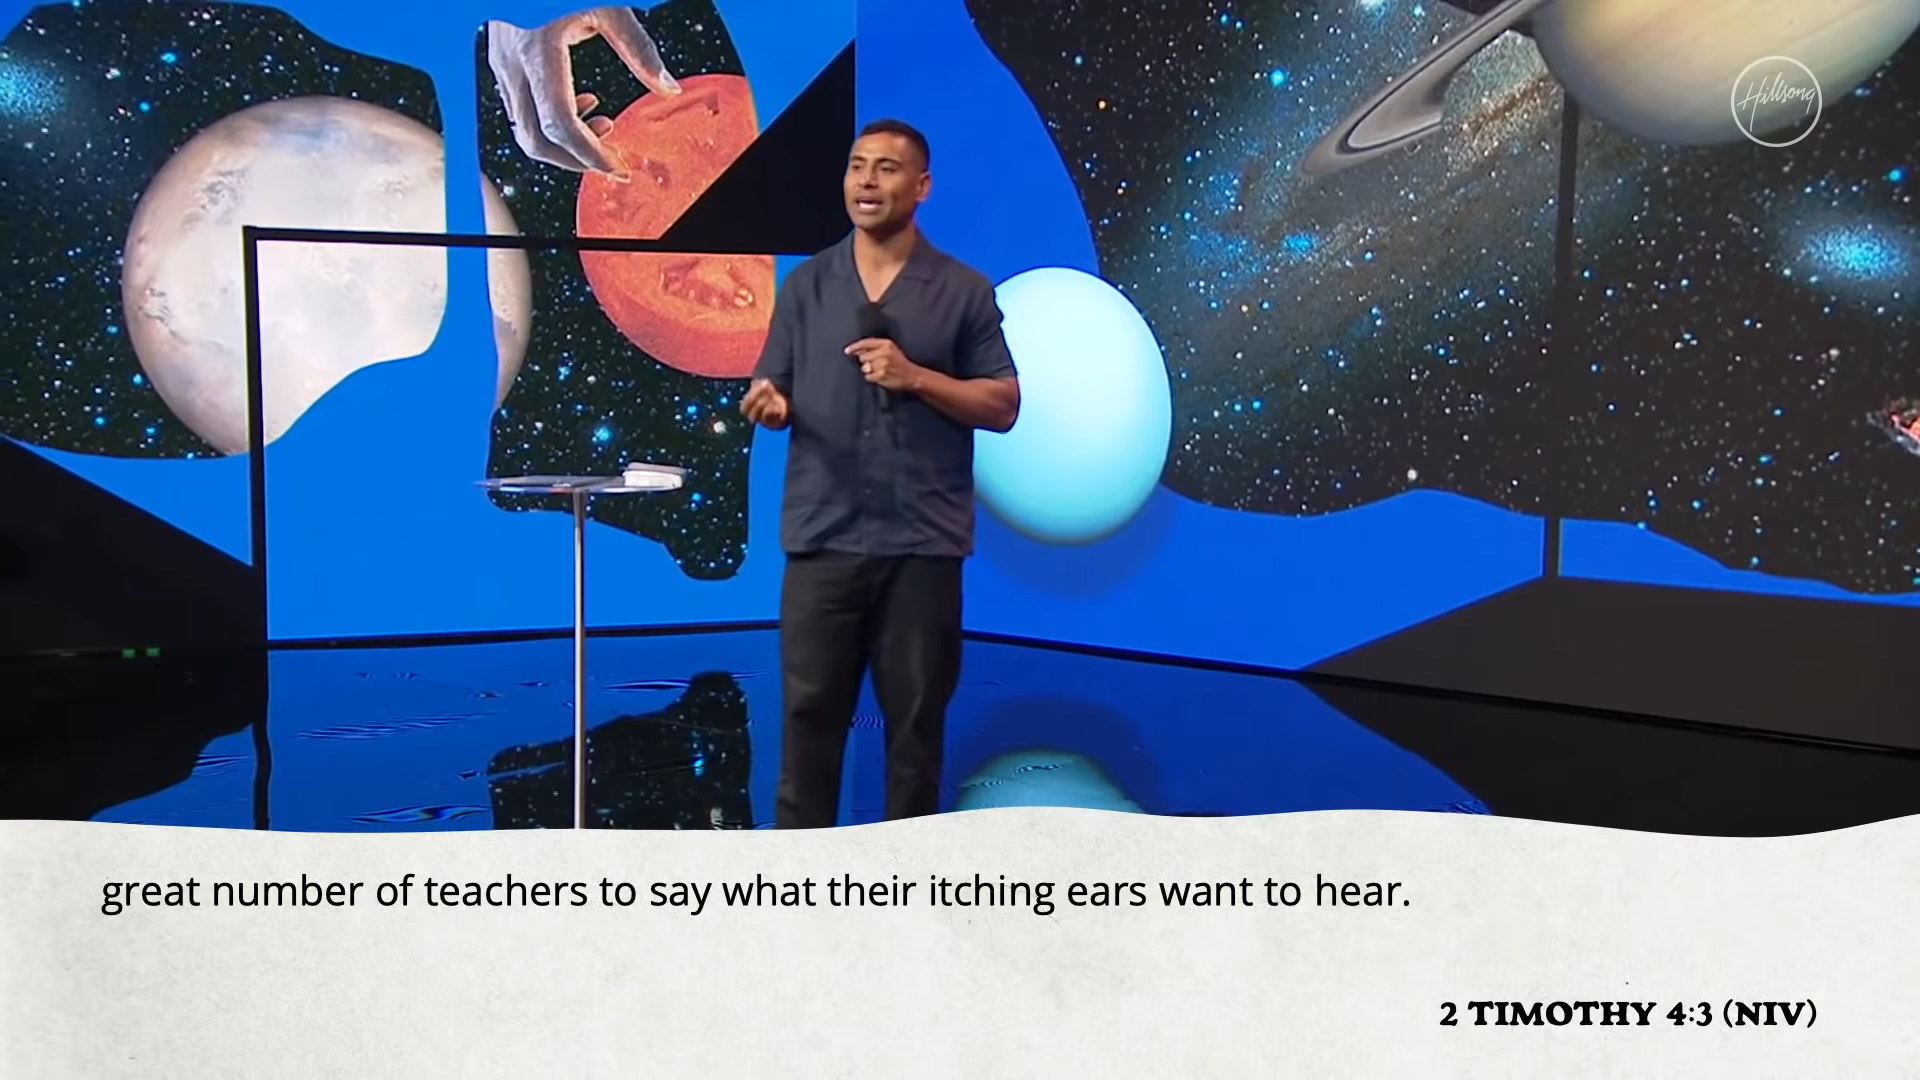 Hillsong
great number of teachers to say what their itching ears want to hear.
2 TIMOTHY 4:3 (NIV)